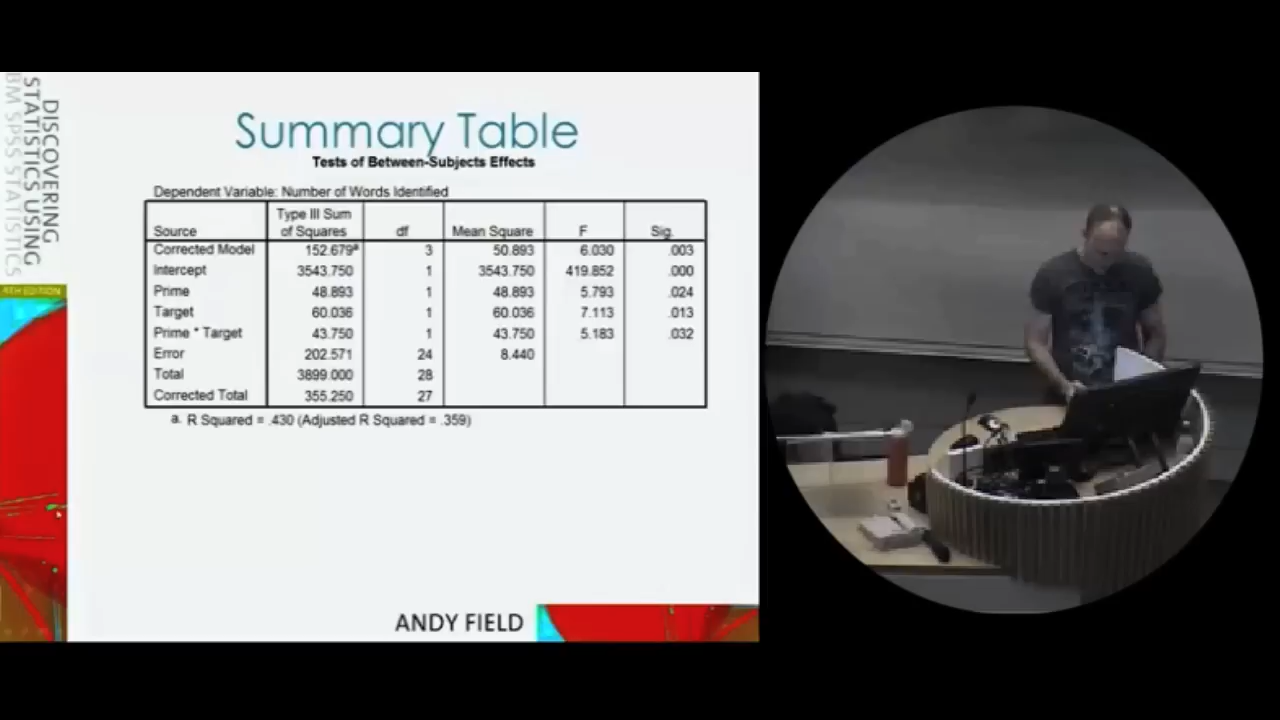 DISCOVERING
STATISTICS USING
IBM SPSS STATISTICS
4TH EDITION
Summary Table
Tests of Between-Subjects Effects
Dependent Variable: Number of Words Identified
Source Type III Sum of Squares df Mean Square F Sig.
Corrected Model 152.679a 3 50.893 6.030 .003
Intercept 3543.750 1 3543.750 419.852 .000
Prime 48.893 1 48.893 5.793 .024
Target 60.036 1 60.036 7.113 .013
Prime * Target 43.750 1 43.750 5.183 .032
Error 202.571 24 8.440
Total 3899.000 28
Corrected Total 355.250 27
a. R Squared = .430 (Adjusted R Squared = .359)
ANDY FIELD